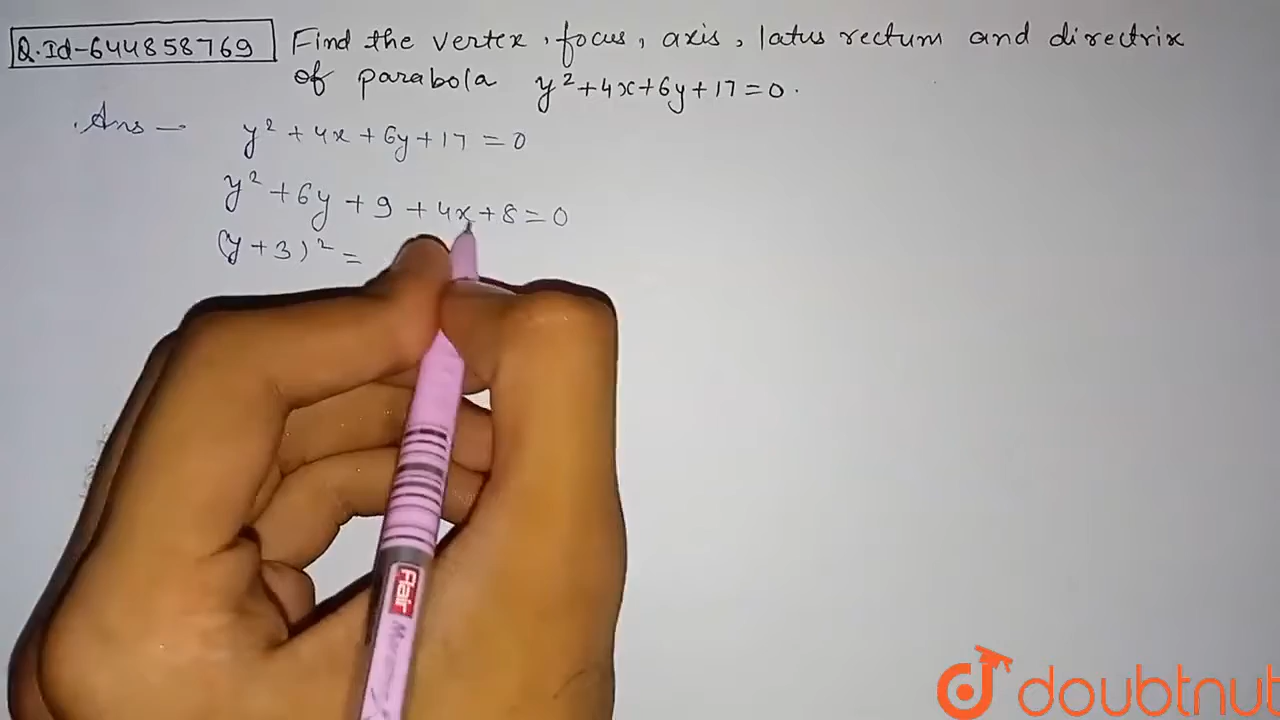 Q.Id-644858769 Find the vertex, focus, axis, latus rectum and directrix
of parabola y²+4x+6y+17=0.
Ans - y²+4x+6y+17=0
y²+6y+9+4x+8=0
(y+3)²=
Flair
doubtnut